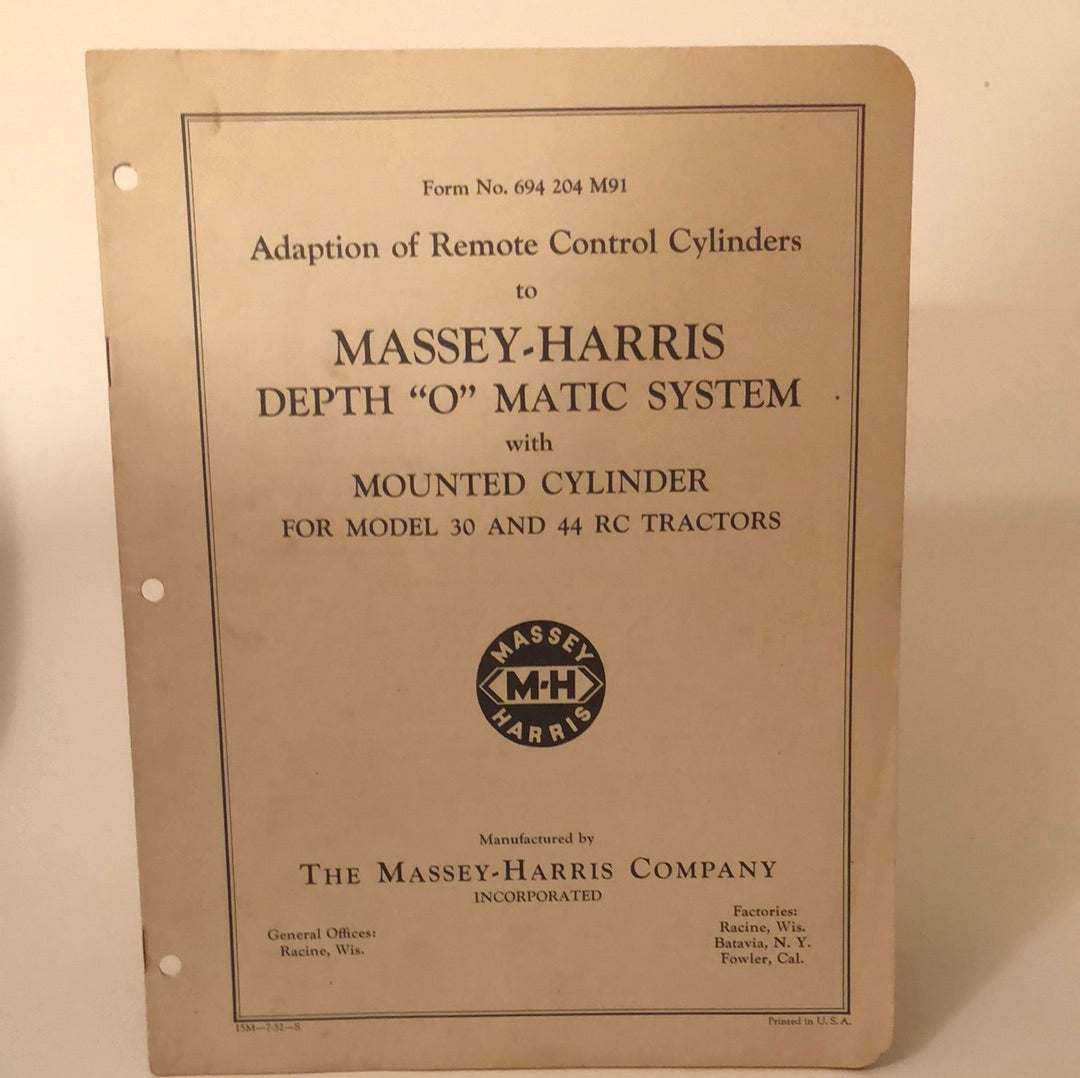 Form No. 694 204 M91
Adaption of Remote Control Cylinders
to
MASSEY-HARRIS
DEPTH “O” MATIC SYSTEM
with
MOUNTED CYLINDER
FOR MODEL 30 AND 44 RC TRACTORS
MASSEY
M-H
HARRIS
Manufactured by
THE MASSEY-HARRIS COMPANY
INCORPORATED
General Offices:
Racine, Wis.
Factories:
Racine, Wis.
Batavia, N. Y.
Fowler, Cal.
15M—7-52—S
Printed in U. S. A.